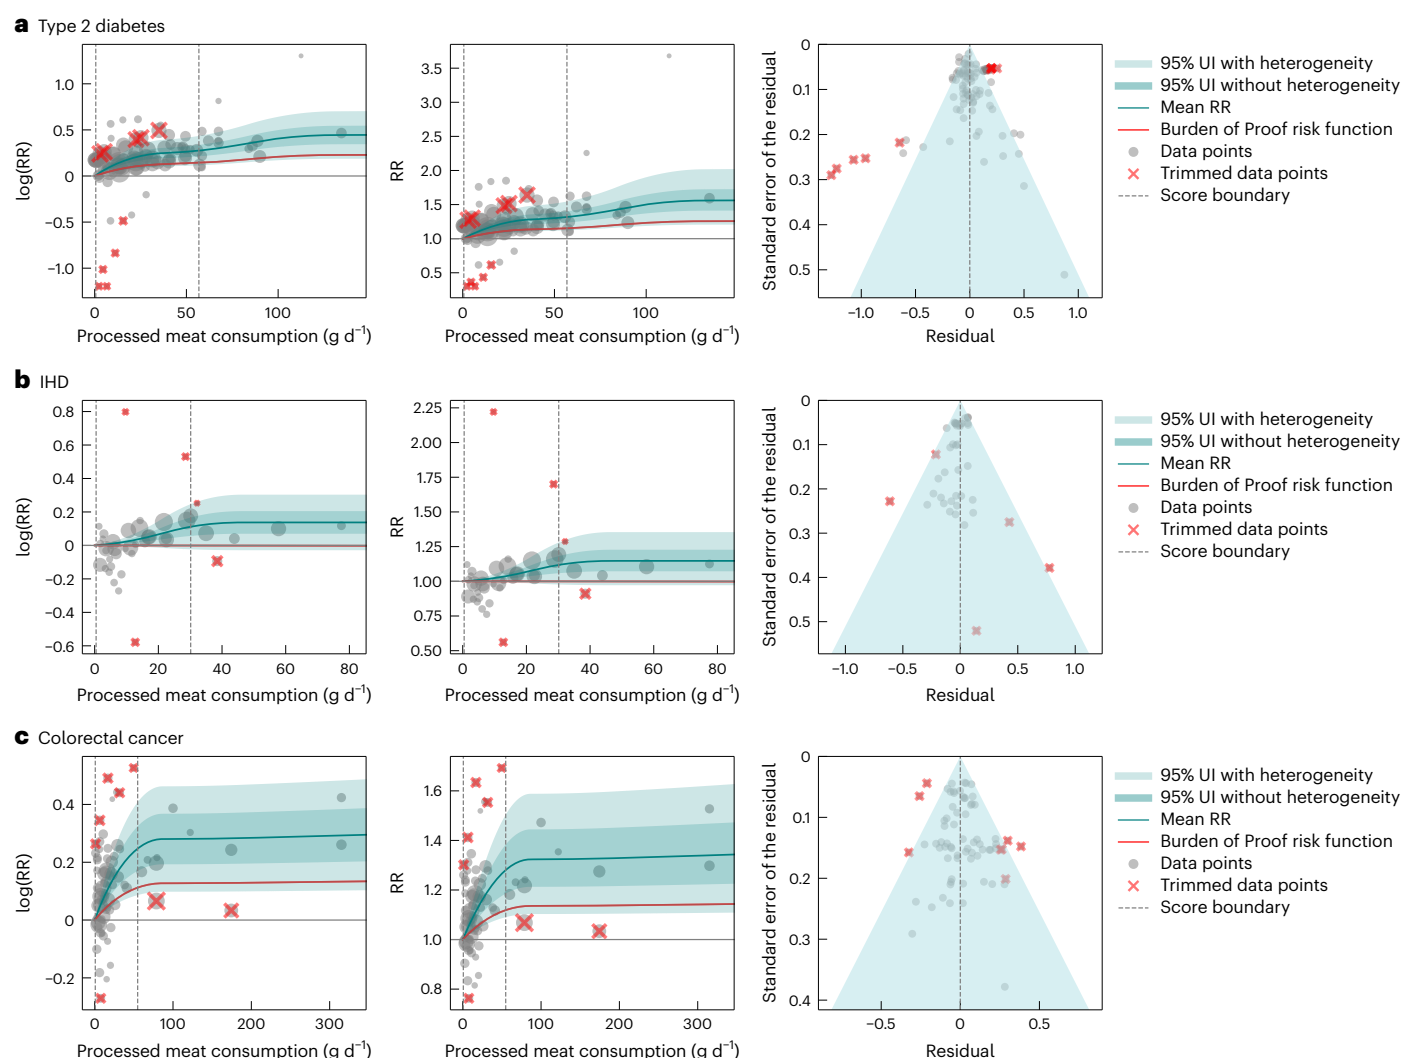 a Type 2 diabetes
log(RR)
1.0
0.5
0
−0.5
−1.0
0 50 100
Processed meat consumption (g d−1)
RR
3.5
3.0
2.5
2.0
1.5
1.0
0.5
0 50 100
Processed meat consumption (g d−1)
Standard error of the residual
0
0.1
0.2
0.3
0.4
0.5
−1.0 −0.5 0 0.5 1.0
Residual
95% UI with heterogeneity
95% UI without heterogeneity
Mean RR
Burden of Proof risk function
Data points
Trimmed data points
Score boundary
b IHD
log(RR)
0.8
0.6
0.4
0.2
0
−0.2
−0.4
−0.6
0 20 40 60 80
Processed meat consumption (g d−1)
RR
2.25
2.00
1.75
1.50
1.25
1.00
0.75
0.50
0 20 40 60 80
Processed meat consumption (g d−1)
Standard error of the residual
0
0.1
0.2
0.3
0.4
0.5
−1.0 −0.5 0 0.5 1.0
Residual
95% UI with heterogeneity
95% UI without heterogeneity
Mean RR
Burden of Proof risk function
Data points
Trimmed data points
Score boundary
c Colorectal cancer
log(RR)
0.4
0.2
0
−0.2
0 100 200 300
Processed meat consumption (g d−1)
RR
1.6
1.4
1.2
1.0
0.8
0 100 200 300
Processed meat consumption (g d−1)
Standard error of the residual
0
0.1
0.2
0.3
0.4
−0.5 0 0.5
Residual
95% UI with heterogeneity
95% UI without heterogeneity
Mean RR
Burden of Proof risk function
Data points
Trimmed data points
Score boundary